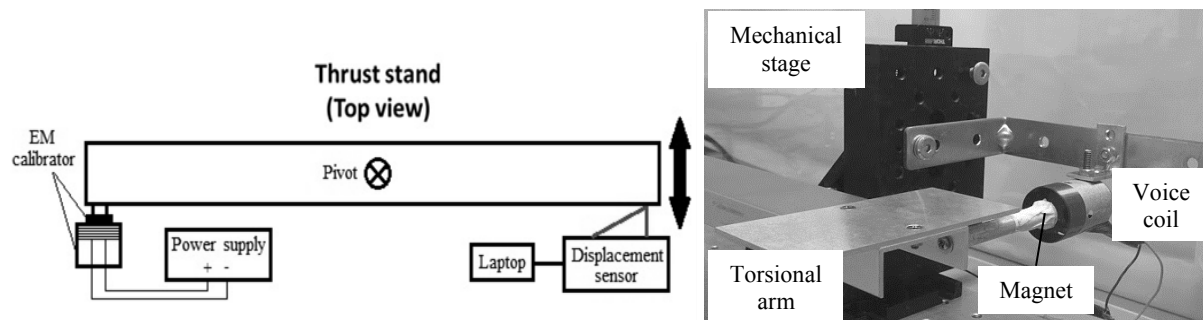 Thrust stand
(Top view)
EM
calibrator
Pivot
Power supply
+ -
Laptop
Displacement
sensor
Mechanical
stage
Voice
coil
Torsional
arm
Magnet